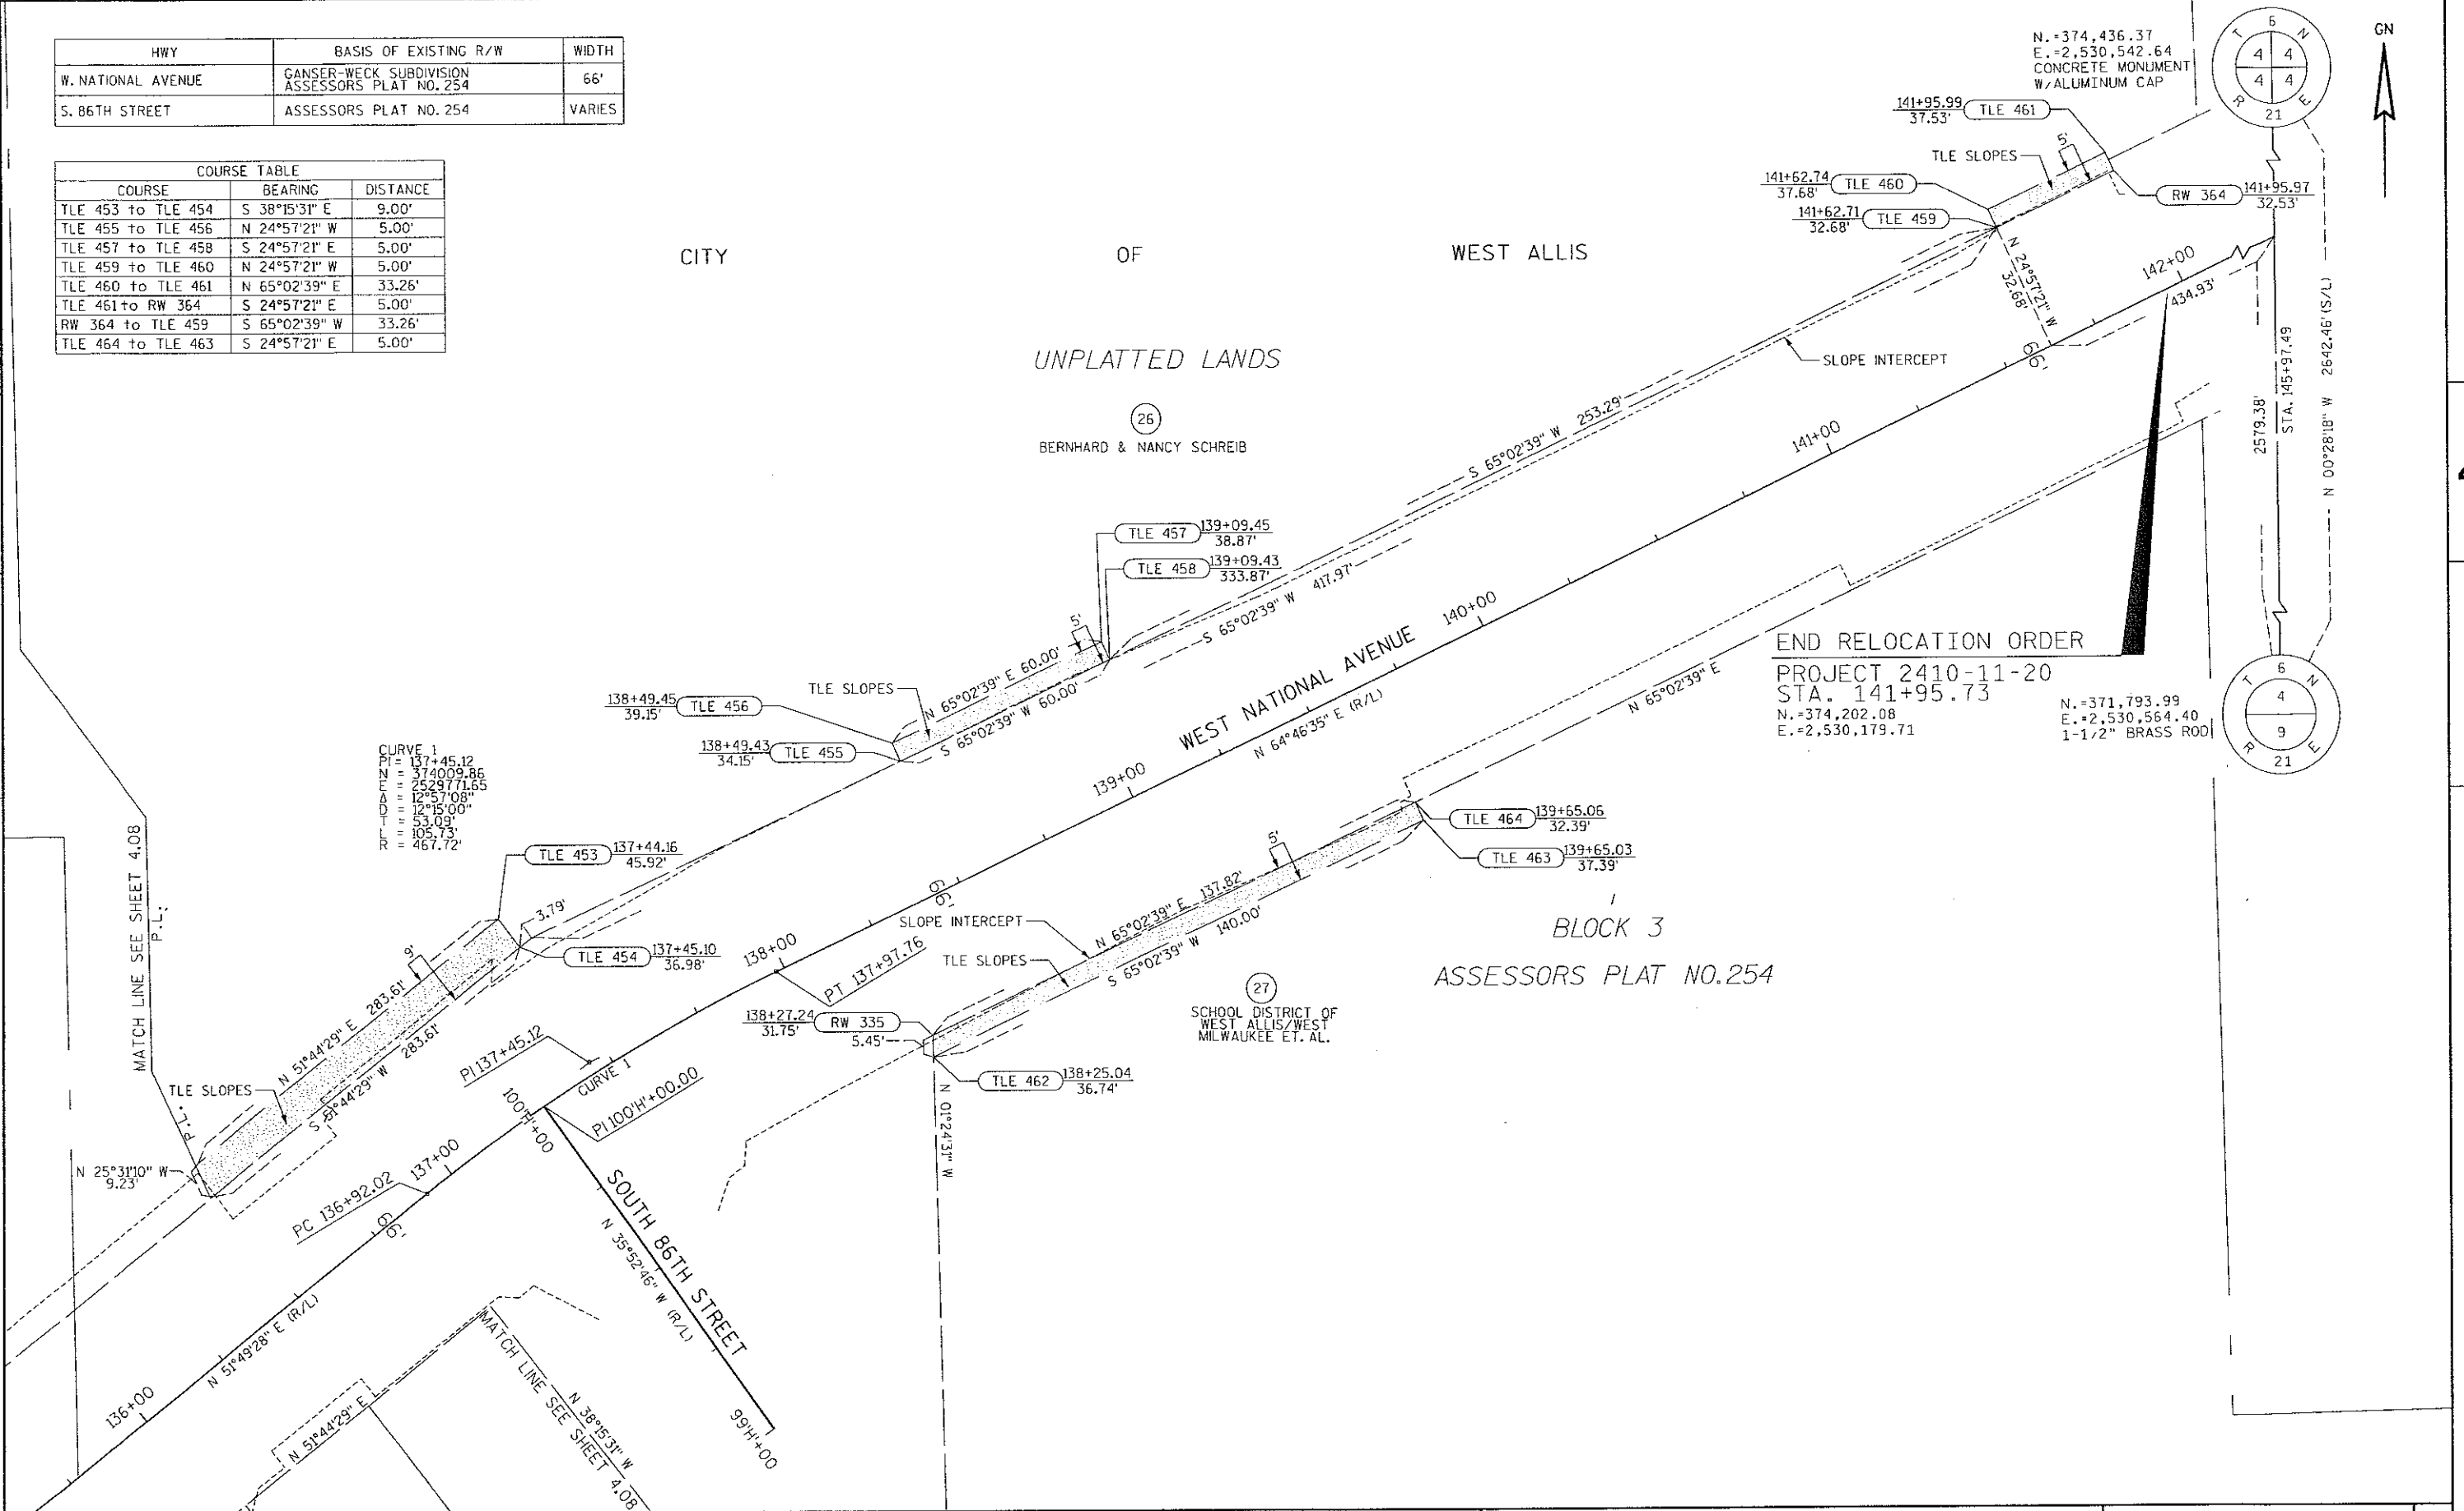 HWY BASIS OF EXISTING R/W WIDTH
W. NATIONAL AVENUE GANSER-WECK SUBDIVISION ASSESSORS PLAT NO. 254 66'
S. 86TH STREET ASSESSORS PLAT NO. 254 VARIES
COURSE TABLE
COURSE BEARING DISTANCE
TLE 453 to TLE 454 S 38°15'31" E 9.00'
TLE 455 to TLE 456 N 24°57'21" W 5.00'
TLE 457 to TLE 458 S 24°57'21" E 5.00'
TLE 459 to TLE 460 N 24°57'21" W 5.00'
TLE 460 to TLE 461 N 65°02'39" E 33.26'
TLE 461 to RW 364 S 24°57'21" E 5.00'
RW 364 to TLE 459 S 65°02'39" W 33.26'
TLE 464 to TLE 463 S 24°57'21" E 5.00'
CITY OF WEST ALLIS
UNPLATTED LANDS
26
BERNHARD & NANCY SCHREIB
N.=374,436.37
E.=2,530,542.64
CONCRETE MONUMENT
W/ALUMINUM CAP
6
T N
4 4
4 4
R E
21
GN
141+95.99
37.53'
TLE 461
TLE SLOPES
5'
141+62.74
37.68'
TLE 460
141+62.71
32.68'
TLE 459
RW 364
141+95.97
32.53'
N 24°57'21" W
32.68'
66'
142+00
434.93'
SLOPE INTERCEPT
S 65°02'39" W 253.29'
141+00
2579.38'
STA. 145+97.49
N 00°28'18" W 2642.46' (S/L)
4
TLE 457
139+09.45
38.87'
TLE 458
139+09.43
333.87'
S 65°02'39" W 417.97'
140+00
WEST NATIONAL AVENUE
N 64°46'35" E (R/L)
139+00
N 65°02'39" E
END RELOCATION ORDER
PROJECT 2410-11-20
STA. 141+95.73
N.=374,202.08
E.=2,530,179.71
N.=371,793.99
E.=2,530,564.40
1-1/2" BRASS ROD
6
T N
4
9
R E
21
5'
TLE SLOPES
N 65°02'39" E 60.00'
S 65°02'39" W 60.00'
138+49.45
39.15'
TLE 456
138+49.43
34.15'
TLE 455
CURVE 1
PI= 137+45.12
N = 374009.86
E = 2529771.65
Δ = 12°57'08"
D = 12°15'00"
T = 53.09'
L = 105.73'
R = 467.72'
TLE 453
137+44.16
45.92'
3.79'
TLE 454
137+45.10
36.98'
MATCH LINE SEE SHEET 4.08
P.L.
9'
N 51°44'29" E 283.61'
S 51°44'29" W 283.61'
TLE SLOPES
P.L.
N 25°31'10" W
9.23'
66'
138+00
PT 137+97.76
PI 137+45.12
CURVE 1
100'H'+00
PI 100'H'+00.00
137+00
PC 136+92.02
66'
SLOPE INTERCEPT
TLE SLOPES
N 65°02'39" E 137.82'
S 65°02'39" W 140.00'
5'
TLE 464
139+65.06
32.39'
TLE 463
139+65.03
37.39'
138+27.24
31.75'
RW 335
5.45'
TLE 462
138+25.04
36.74'
N 01°24'31" W
27
SCHOOL DISTRICT OF
WEST ALLIS/WEST
MILWAUKEE ET. AL.
BLOCK 3
ASSESSORS PLAT NO.254
SOUTH 86TH STREET
N 35°52'46" W (R/L)
99'H'+00
136+00
N 51°49'28" E (R/L)
N 51°44'29" E
N 38°15'31" W
MATCH LINE SEE SHEET 4.08